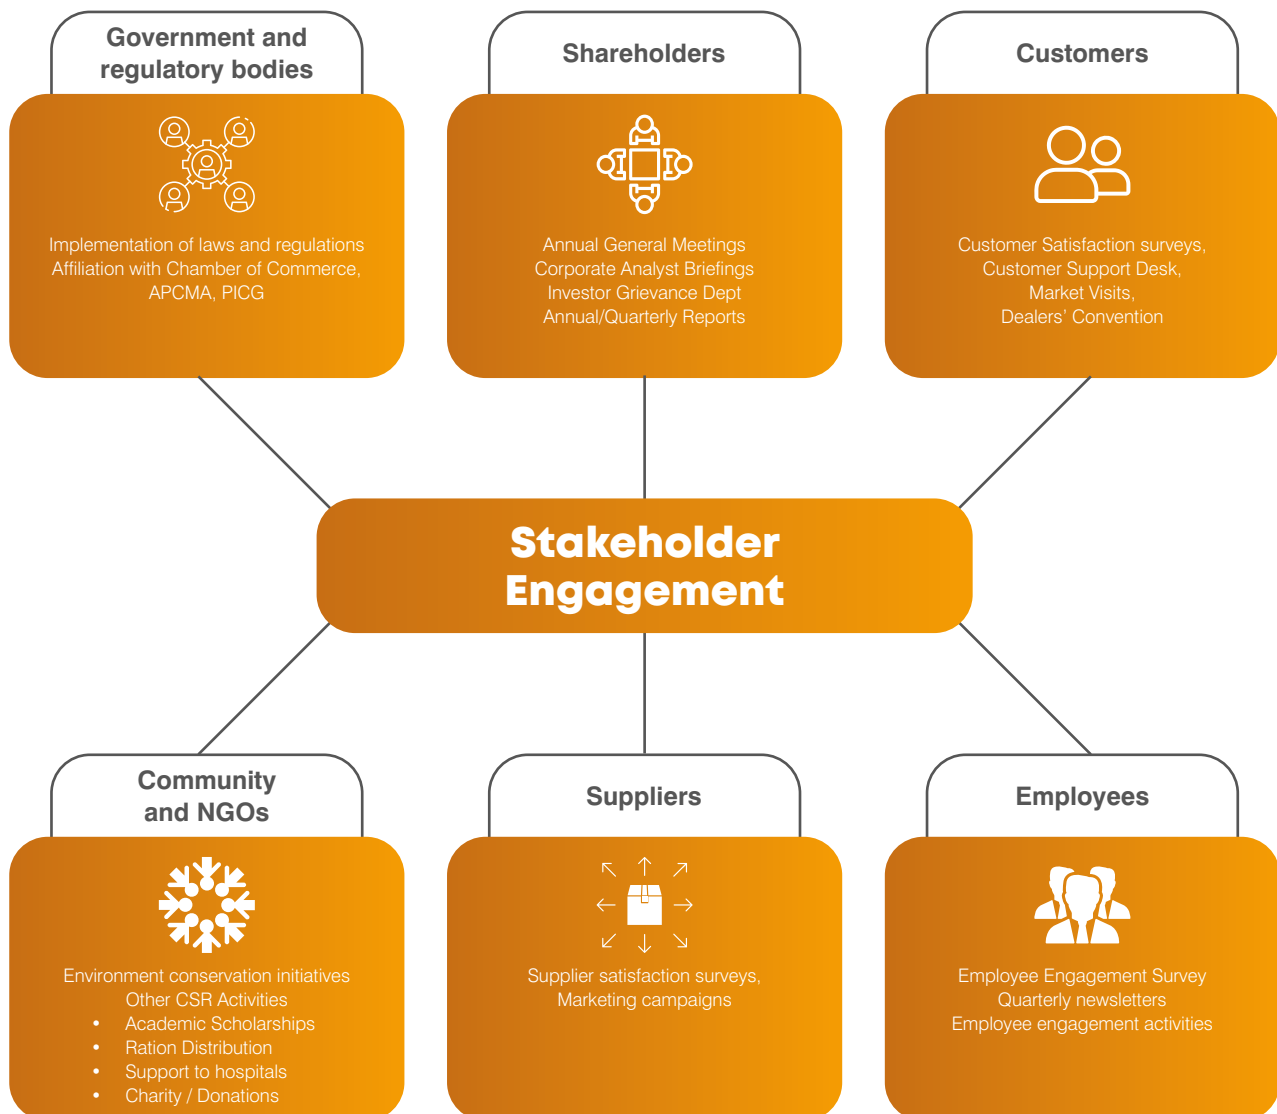 Government and
regulatory bodies
Implementation of laws and regulations
Affiliation with Chamber of Commerce,
APCMA, PICG
Shareholders
Annual General Meetings
Corporate Analyst Briefings
Investor Grievance Dept
Annual/Quarterly Reports
Customers
Customer Satisfaction surveys,
Customer Support Desk,
Market Visits,
Dealers’ Convention
Stakeholder
Engagement
Community
and NGOs
Environment conservation initiatives
Other CSR Activities
• Academic Scholarships
• Ration Distribution
• Support to hospitals
• Charity / Donations
Suppliers
Supplier satisfaction surveys,
Marketing campaigns
Employees
Employee Engagement Survey
Quarterly newsletters
Employee engagement activities